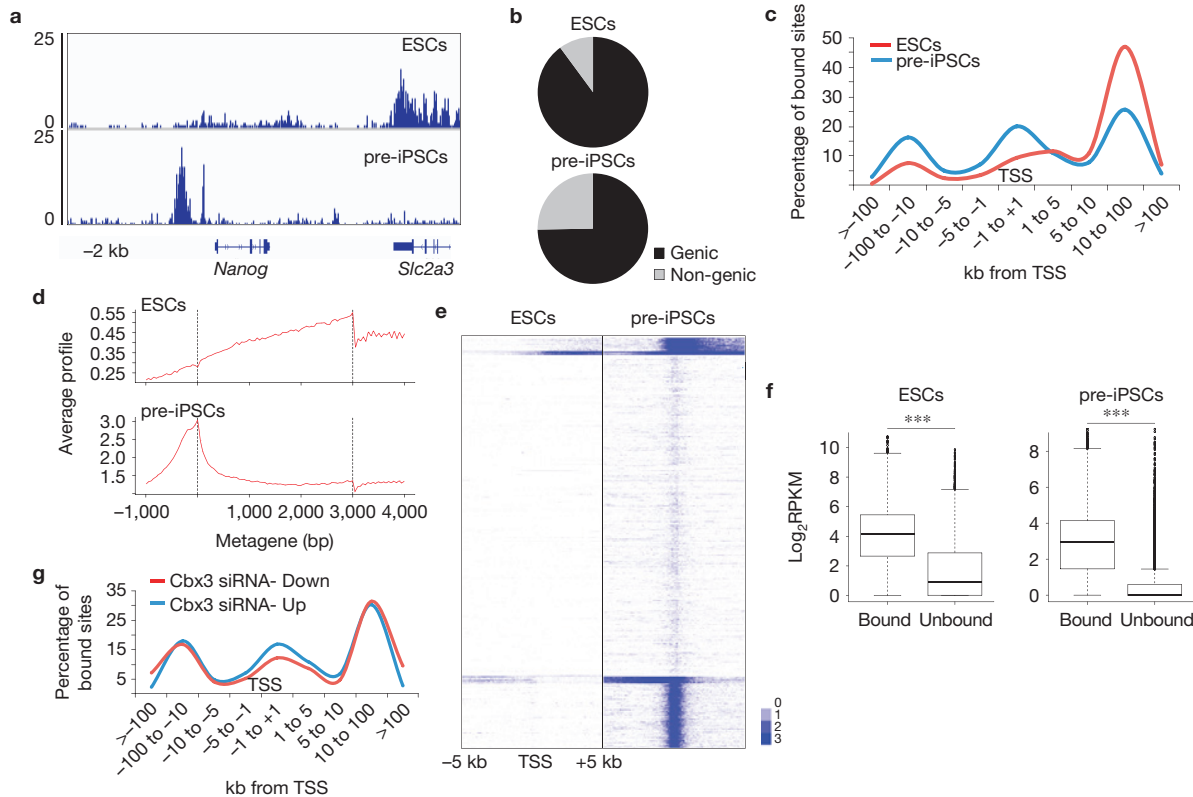 a
25
ESCs
0
25
pre-iPSCs
0
−2 kb
Nanog
Slc2a3
b
ESCs
pre-iPSCs
Genic
Non-genic
c
Percentage of bound sites
50
40
30
20
10
ESCs
pre-iPSCs
TSS
>−100
−100 to −10
−10 to −5
−5 to −1
−1 to +1
1 to 5
5 to 10
10 to 100
>100
kb from TSS
d
Average profile
ESCs
0.55
0.45
0.35
0.25
pre-iPSCs
3.0
2.5
2.0
1.5
−1,000
1,000
2,000
3,000
4,000
Metagene (bp)
e
ESCs
pre-iPSCs
−5 kb
TSS
+5 kb
0
1
2
3
f
ESCs
pre-iPSCs
***
***
Log2RPKM
10
8
6
4
2
0
8
6
4
2
0
Bound
Unbound
Bound
Unbound
g
Cbx3 siRNA- Down
Cbx3 siRNA- Up
Percentage of
bound sites
35
25
15
5
TSS
>−100
−100 to −10
−10 to −5
−5 to −1
−1 to +1
1 to 5
5 to 10
10 to 100
>100
kb from TSS